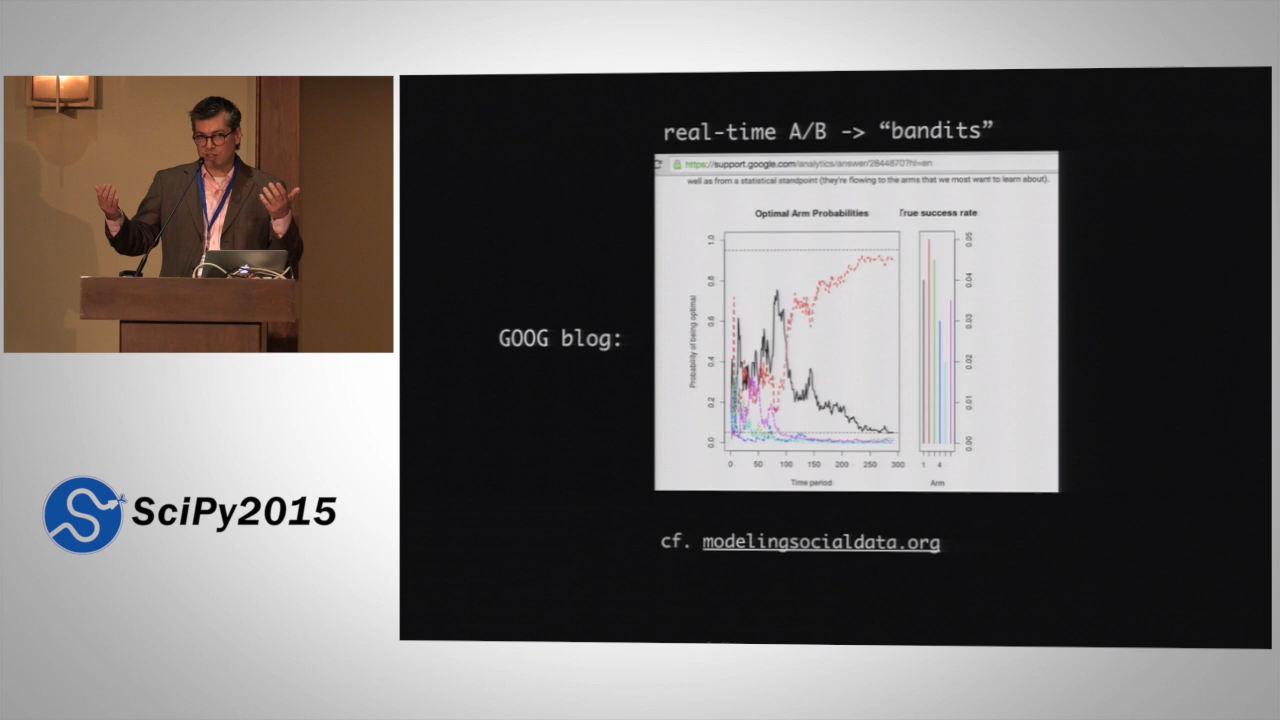 real-time A/B -> “bandits”
https://support.google.com/analytics/answer/2844870?hl=en
well as from a statistical standpoint (they're flowing to the arms that we most want to learn about).
Optimal Arm Probabilities
True success rate
Probability of being optimal
1.0
0.8
0.6
0.4
0.2
0.0
0 50 100 150 200 250 300
Time period
0.05
0.04
0.03
0.02
0.01
0.00
1 4
Arm
GOOG blog:
cf. modelingsocialdata.org
SciPy2015